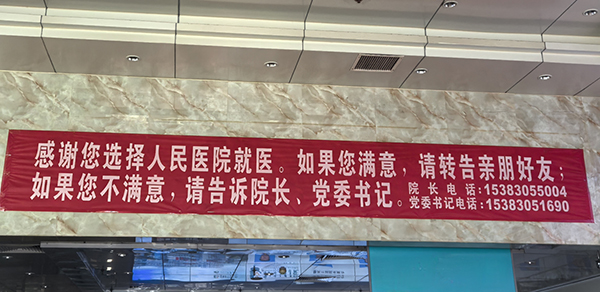 感谢您选择人民医院就医。如果您满意，请转告亲朋好友；
如果您不满意，请告诉院长、党委书记。
院长电话:15383055004
党委书记电话:15383051690